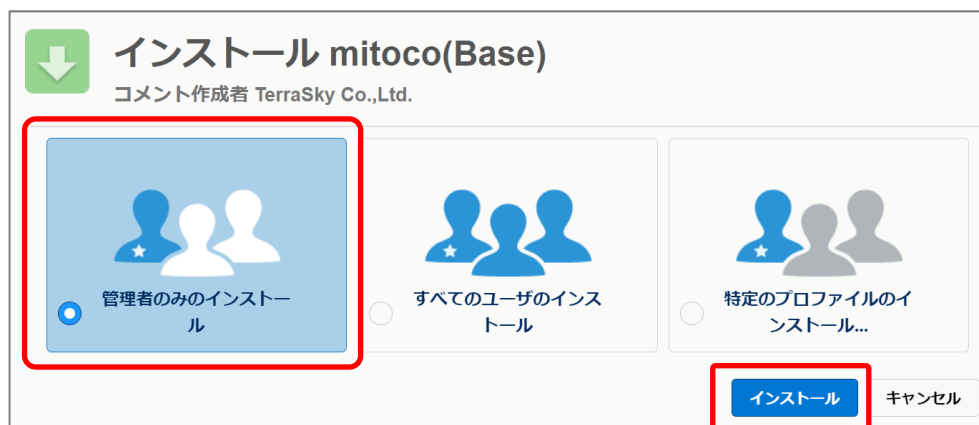 インストール mitoco(Base)
コメント作成者 TerraSky Co.,Ltd.
管理者のみのインストー
ル
すべてのユーザのインス
トール
特定のプロファイルのイ
ンストール...
インストール
キャンセル